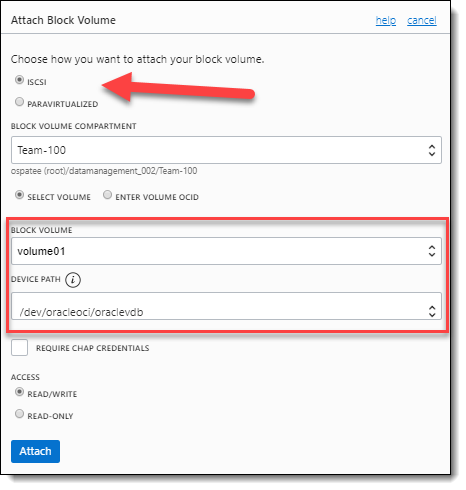 Attach Block Volume help cancel
Choose how you want to attach your block volume.
ISCSI
PARAVIRTUALIZED
BLOCK VOLUME COMPARTMENT
Team-100
ospatee (root)/datamanagement_002/Team-100
SELECT VOLUME ENTER VOLUME OCID
BLOCK VOLUME
volume01
DEVICE PATH i
/dev/oracleoci/oraclevdb
REQUIRE CHAP CREDENTIALS
ACCESS
READ/WRITE
READ-ONLY
Attach